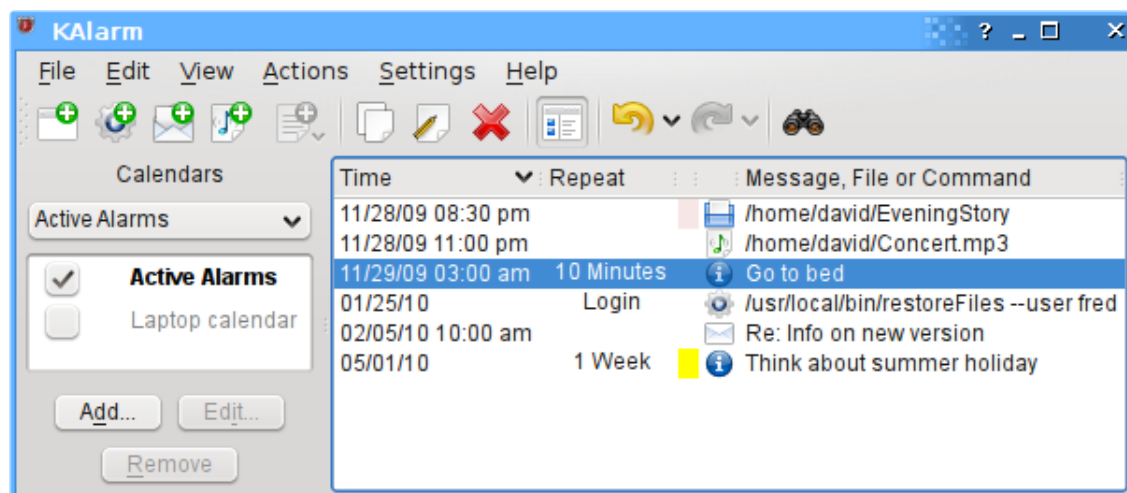 KAlarm
File Edit View Actions Settings Help
Calendars
Active Alarms
Active Alarms
Laptop calendar
Add... Edit...
Remove
Time Repeat Message, File or Command
11/28/09 08:30 pm /home/david/EveningStory
11/28/09 11:00 pm /home/david/Concert.mp3
11/29/09 03:00 am 10 Minutes Go to bed
01/25/10 Login /usr/local/bin/restoreFiles --user fred
02/05/10 10:00 am Re: Info on new version
05/01/10 1 Week Think about summer holiday